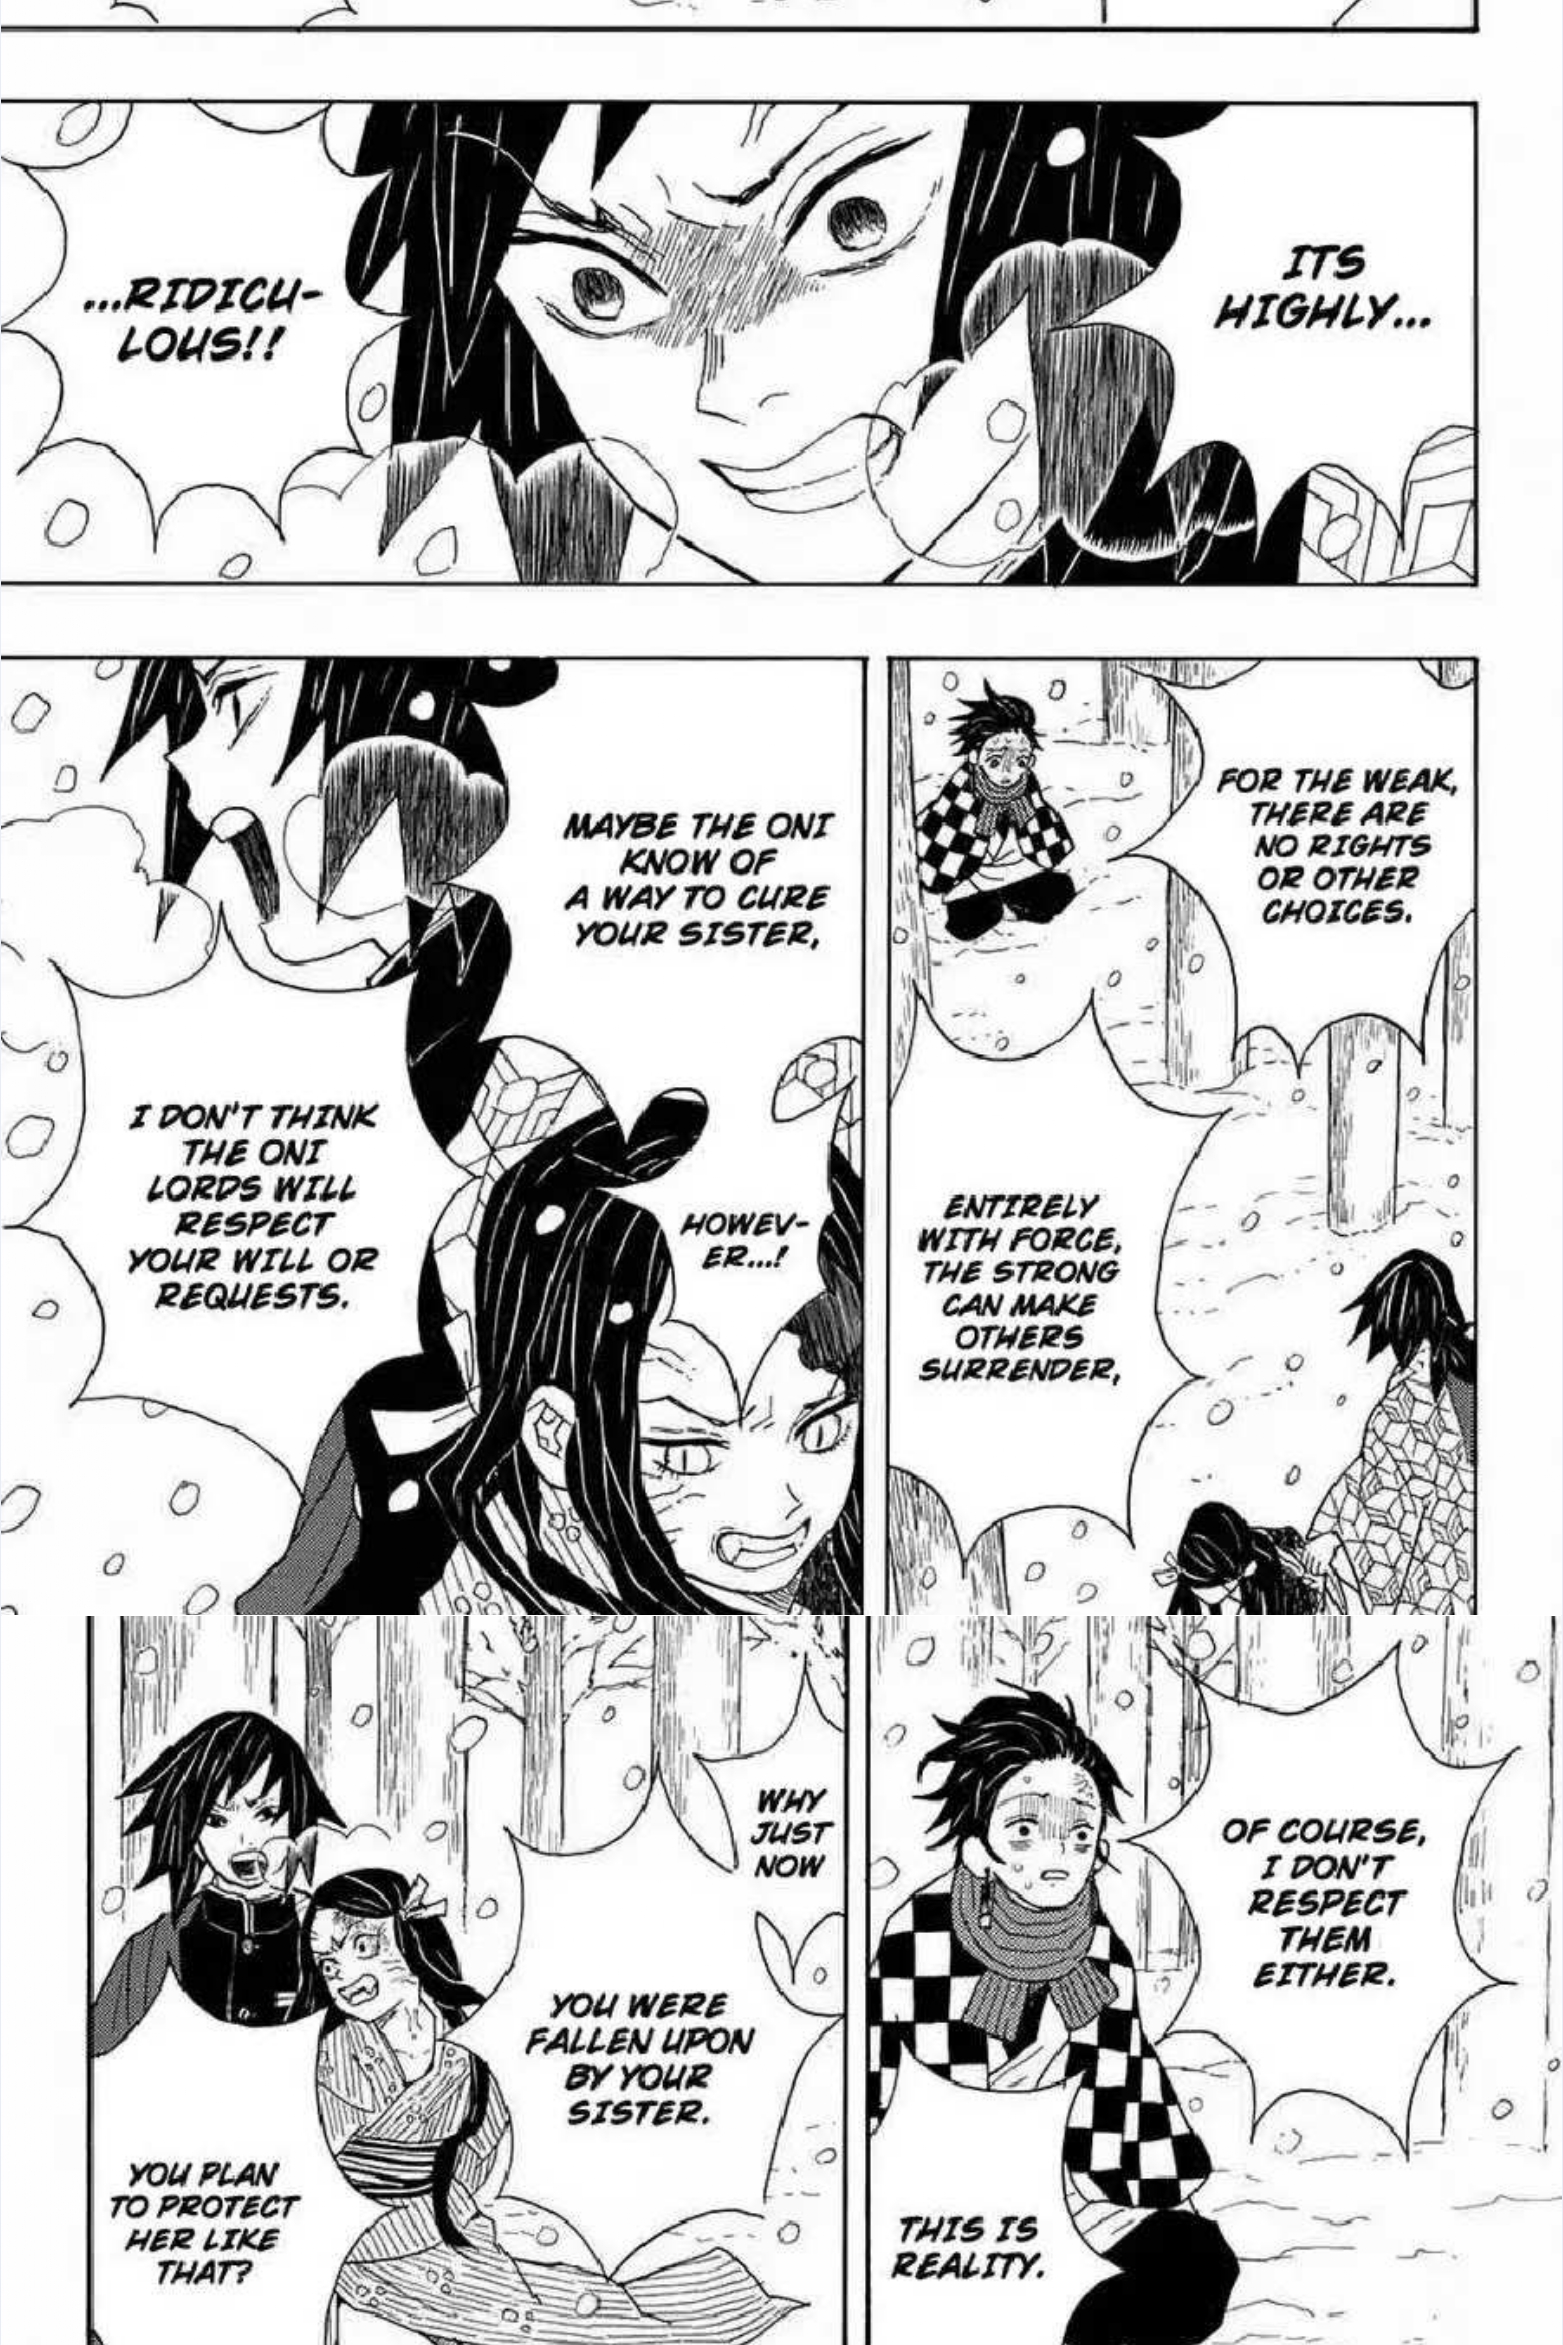 ITS
HIGHLY...
...RIDICU-
LOUS!!
FOR THE WEAK,
THERE ARE
NO RIGHTS
OR OTHER
CHOICES.
ENTIRELY
WITH FORCE,
THE STRONG
CAN MAKE
OTHERS
SURRENDER,
MAYBE THE ONI
KNOW OF
A WAY TO CURE
YOUR SISTER,
HOWEV-
ER...!
I DON'T THINK
THE ONI
LORDS WILL
RESPECT
YOUR WILL OR
REQUESTS.
OF COURSE,
I DON'T
RESPECT
THEM
EITHER.
THIS IS
REALITY.
WHY
JUST
NOW
YOU WERE
FALLEN UPON
BY YOUR
SISTER.
YOU PLAN
TO PROTECT
HER LIKE
THAT?